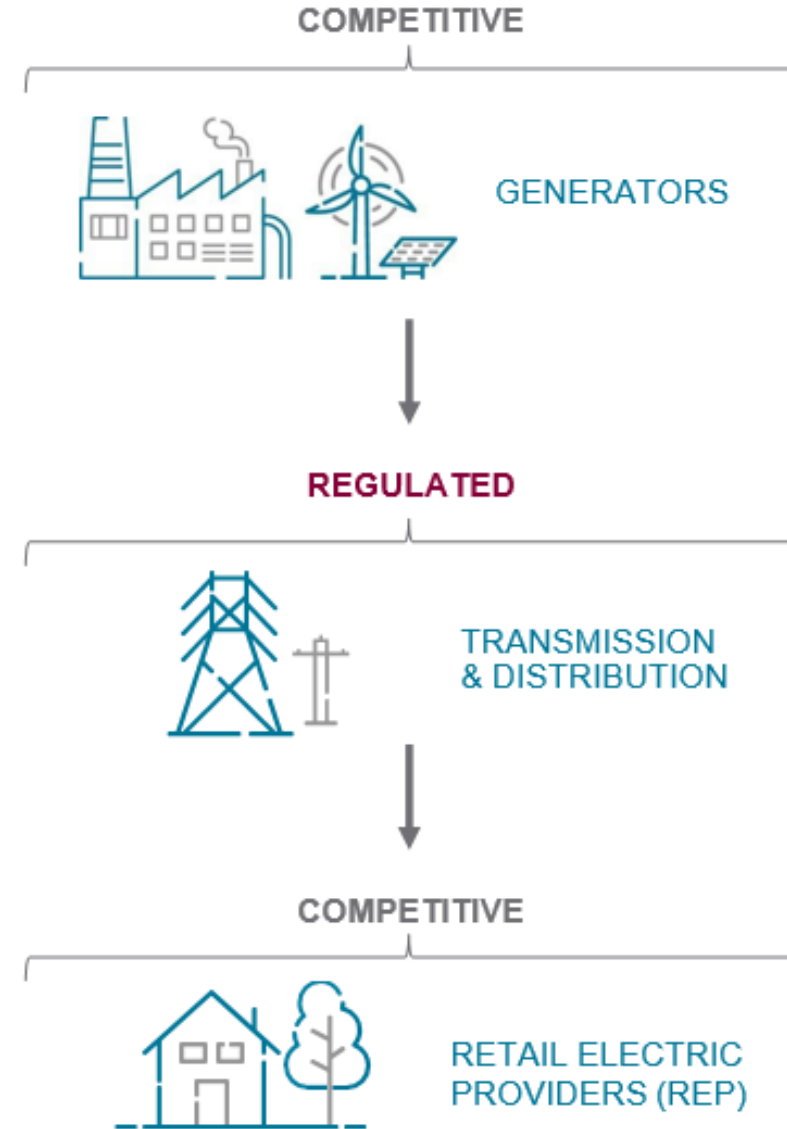 COMPETITIVE
GENERATORS
REGULATED
TRANSMISSION
& DISTRIBUTION
COMPETITIVE
RETAIL ELECTRIC
PROVIDERS (REP)